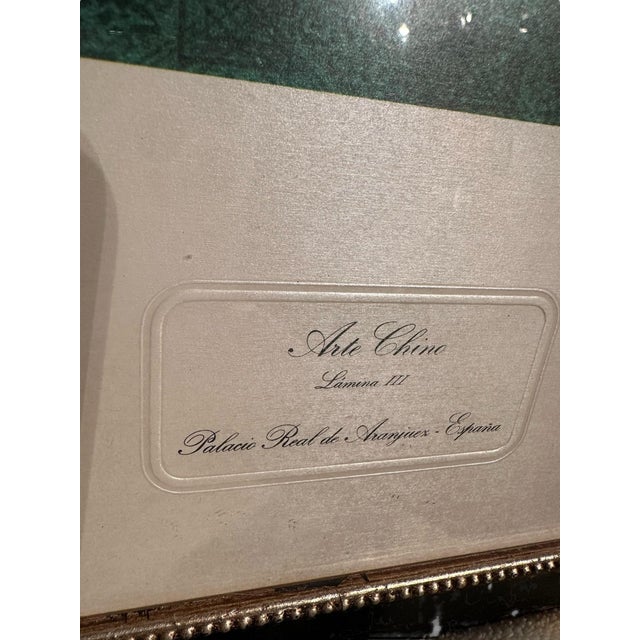 Arte Chino
Lámina III
Palacio Real de Aranjuez - España